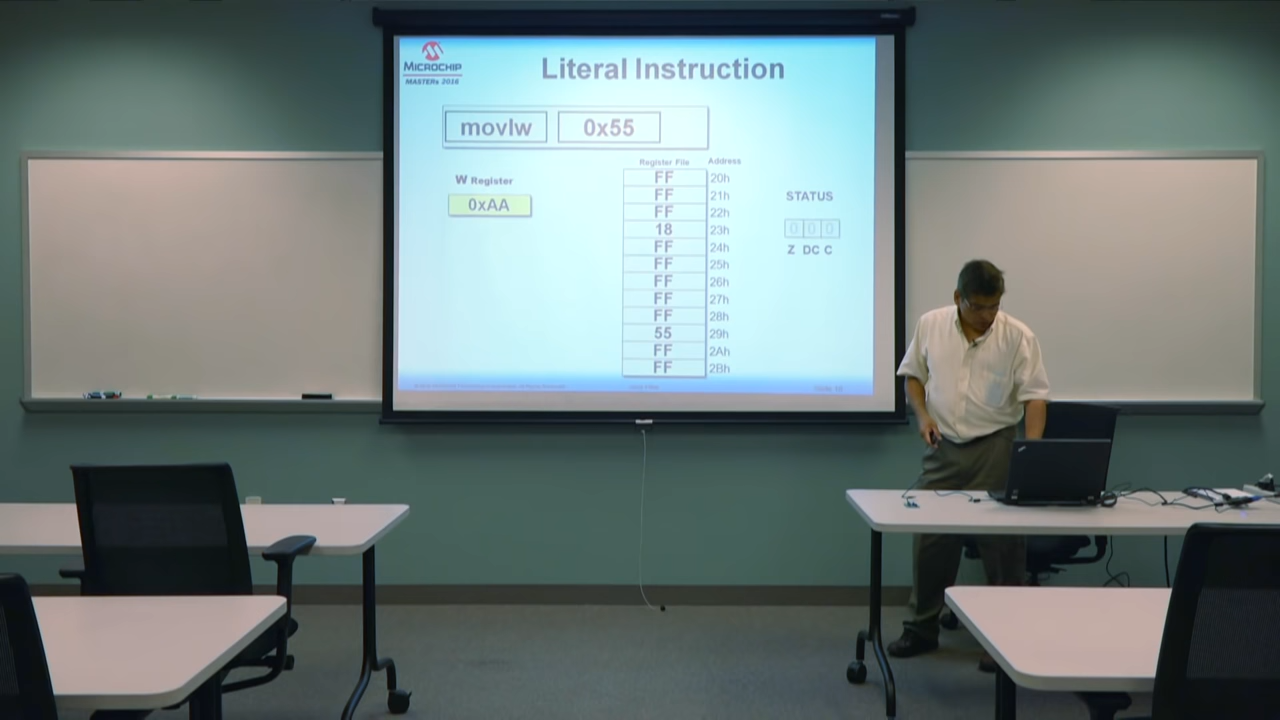 MICROCHIP
MASTERs 2016
Literal Instruction
movlw 0x55
W Register
0xAA
Register File Address
FF 20h
FF 21h
FF 22h
18 23h
FF 24h
FF 25h
FF 26h
FF 27h
FF 28h
55 29h
FF 2Ah
FF 2Bh
STATUS
0 0 0
Z DC C